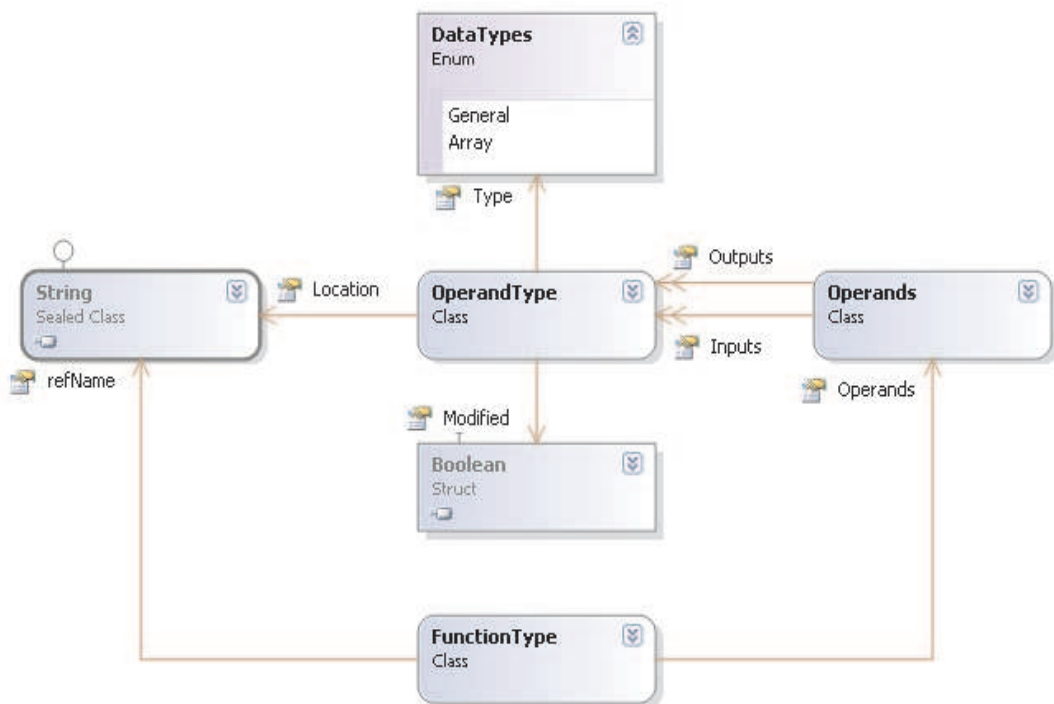 DataTypes
Enum
General
Array
Type
Outputs
String
Sealed Class
Location
OperandType
Class
Operands
Class
Inputs
refName
Operands
Modified
Boolean
Struct
FunctionType
Class